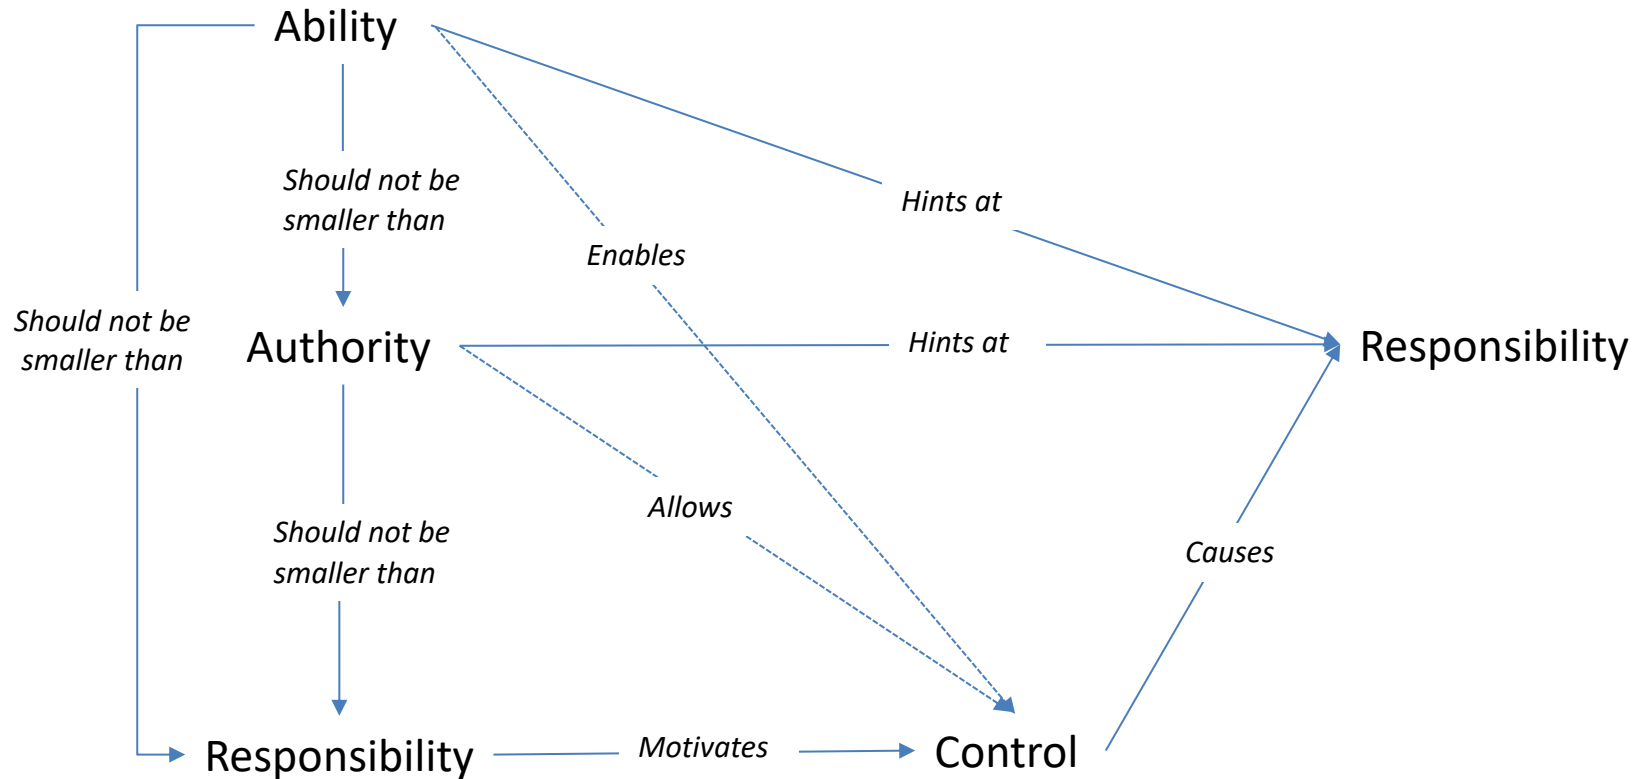 Ability
Should not be
smaller than
Hints at
Enables
Should not be
smaller than
Authority
Hints at
Responsibility
Allows
Should not be
smaller than
Causes
Responsibility
Motivates
Control